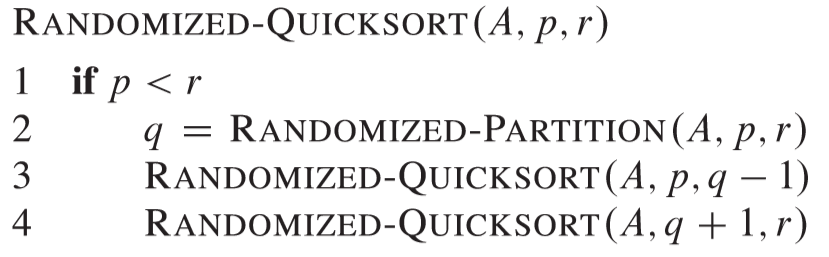 RANDOMIZED-QUICKSORT(A, p, r)
1 if p < r
2 q = RANDOMIZED-PARTITION(A, p, r)
3 RANDOMIZED-QUICKSORT(A, p, q − 1)
4 RANDOMIZED-QUICKSORT(A, q + 1, r)